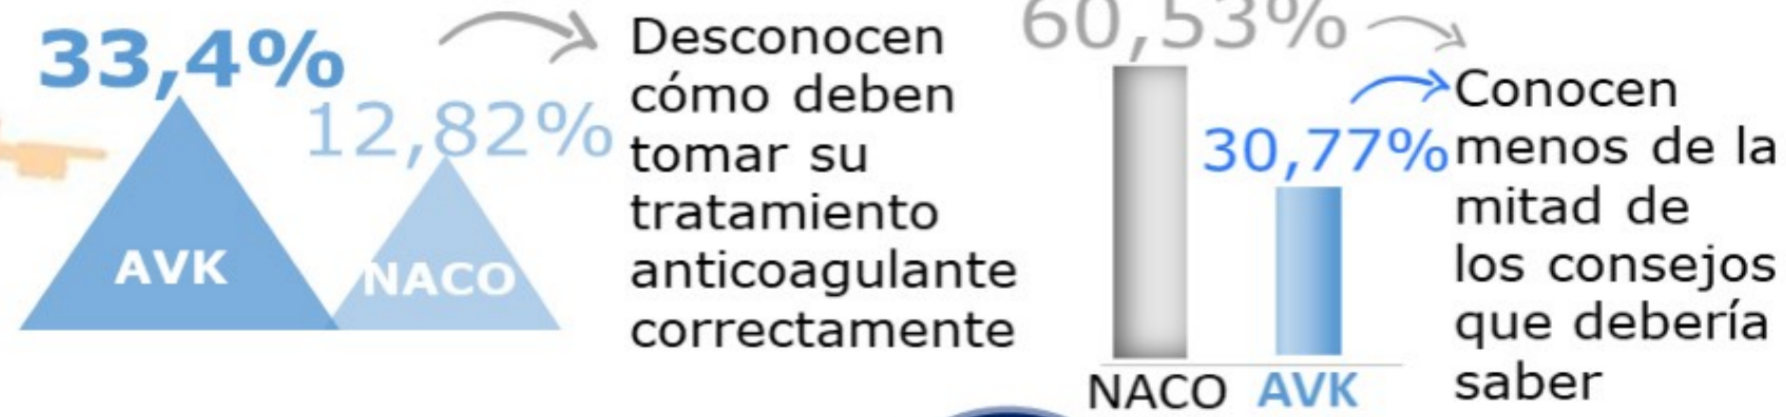 33,4%
12,82%
AVK
NACO
Desconocen
cómo deben
tomar su
tratamiento
anticoagulante
correctamente
60,53%
30,77%
NACO
AVK
Conocen
menos de la
mitad de
los consejos
que debería
saber